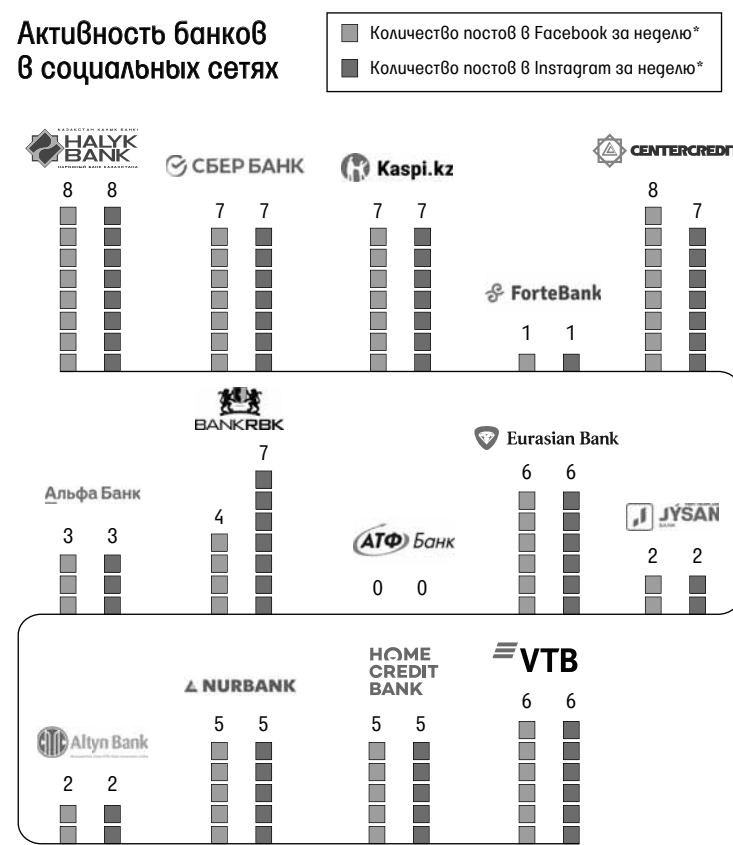 Активность банков
в социальных сетях
Количество постов в Facebook за неделю*
Количество постов в Instagram за неделю*
HALYK
BANK
СБЕР БАНК
Kaspi.kz
CENTERCREDIT
8 8
7 7
7 7
8 7
ForteBank
1 1
BANKRBK
7
4
Eurasian Bank
6 6
Альфа Банк
3 3
АТФ Банк
0 0
JÝSAN
BANK
2 2
HOME
CREDIT
BANK
VTB
6 6
NURBANK
5 5
5 5
Altyn Bank
2 2